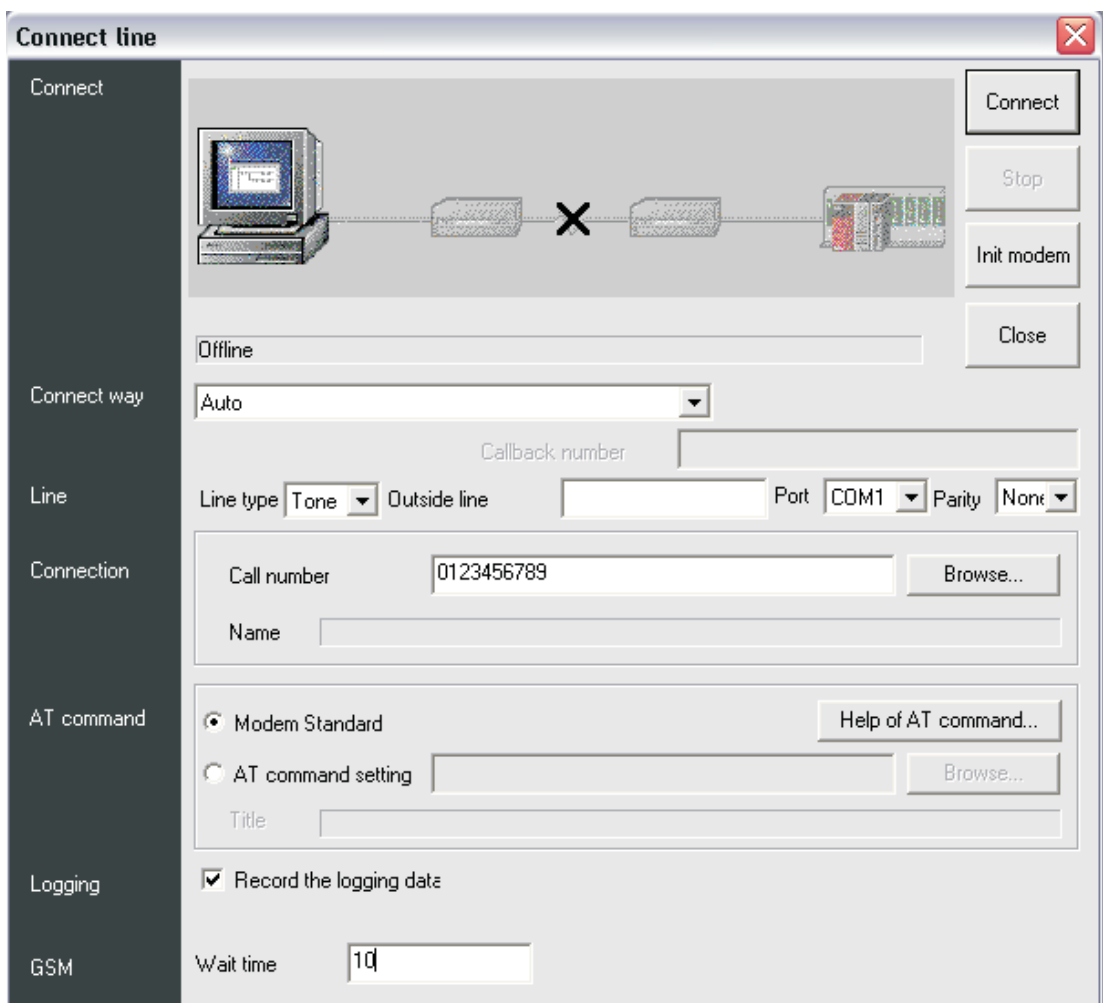 Connect line
Connect
Connect
Stop
Init modem
Close
Offline
Connect way
Auto
Callback number
Line
Line type Tone Outside line Port COM1 Parity None
Connection
Call number 0123456789 Browse...
Name
AT command
Modem Standard Help of AT command...
AT command setting Browse...
Title
Logging
Record the logging data
GSM
Wait time 10